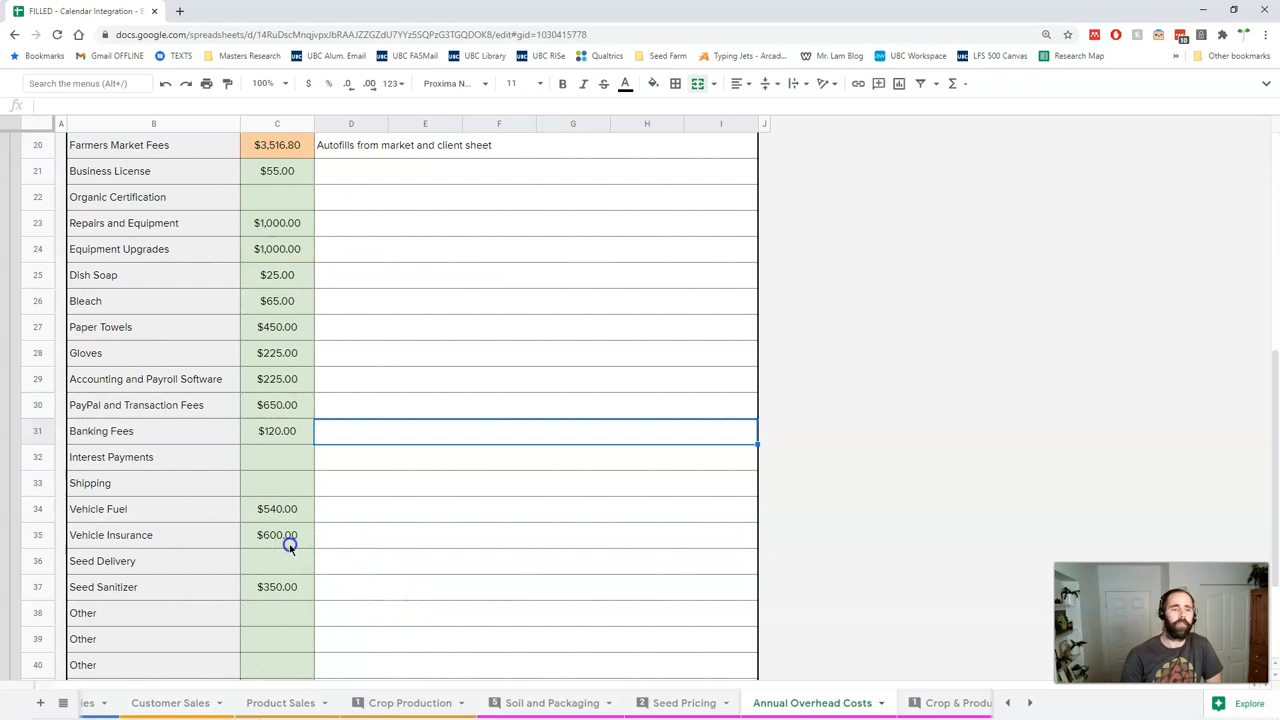 FILLED - Calendar Integration - E
docs.google.com/spreadsheets/d/14RuDscMnqjvpxJbRAAJZZGZdU7YYz5SQPzG3TGQDOK8/edit#gid=1030415778
Bookmarks Gmail OFFLINE TEXTS Masters Research UBC Alum. Email UBC FASMail UBC Library UBC RISe Qualtrics Seed Farm Typing Jets - Arcad... Mr. Lam Blog UBC Workspace LFS 500 Canvas Research Map Other bookmarks
Search the menus (Alt+/) 100% $ % .0 .00 123 Proxima N... 11 B I S A
fx
A B C D E F G H I J
20 Farmers Market Fees $3,516.80 Autofills from market and client sheet
21 Business License $55.00
22 Organic Certification
23 Repairs and Equipment $1,000.00
24 Equipment Upgrades $1,000.00
25 Dish Soap $25.00
26 Bleach $65.00
27 Paper Towels $450.00
28 Gloves $225.00
29 Accounting and Payroll Software $225.00
30 PayPal and Transaction Fees $650.00
31 Banking Fees $120.00
32 Interest Payments
33 Shipping
34 Vehicle Fuel $540.00
35 Vehicle Insurance $600.00
36 Seed Delivery
37 Seed Sanitizer $350.00
38 Other
39 Other
40 Other
ies Customer Sales Product Sales 1 Crop Production 5 Soil and Packaging 2 Seed Pricing Annual Overhead Costs 1 Crop & Produ Explore